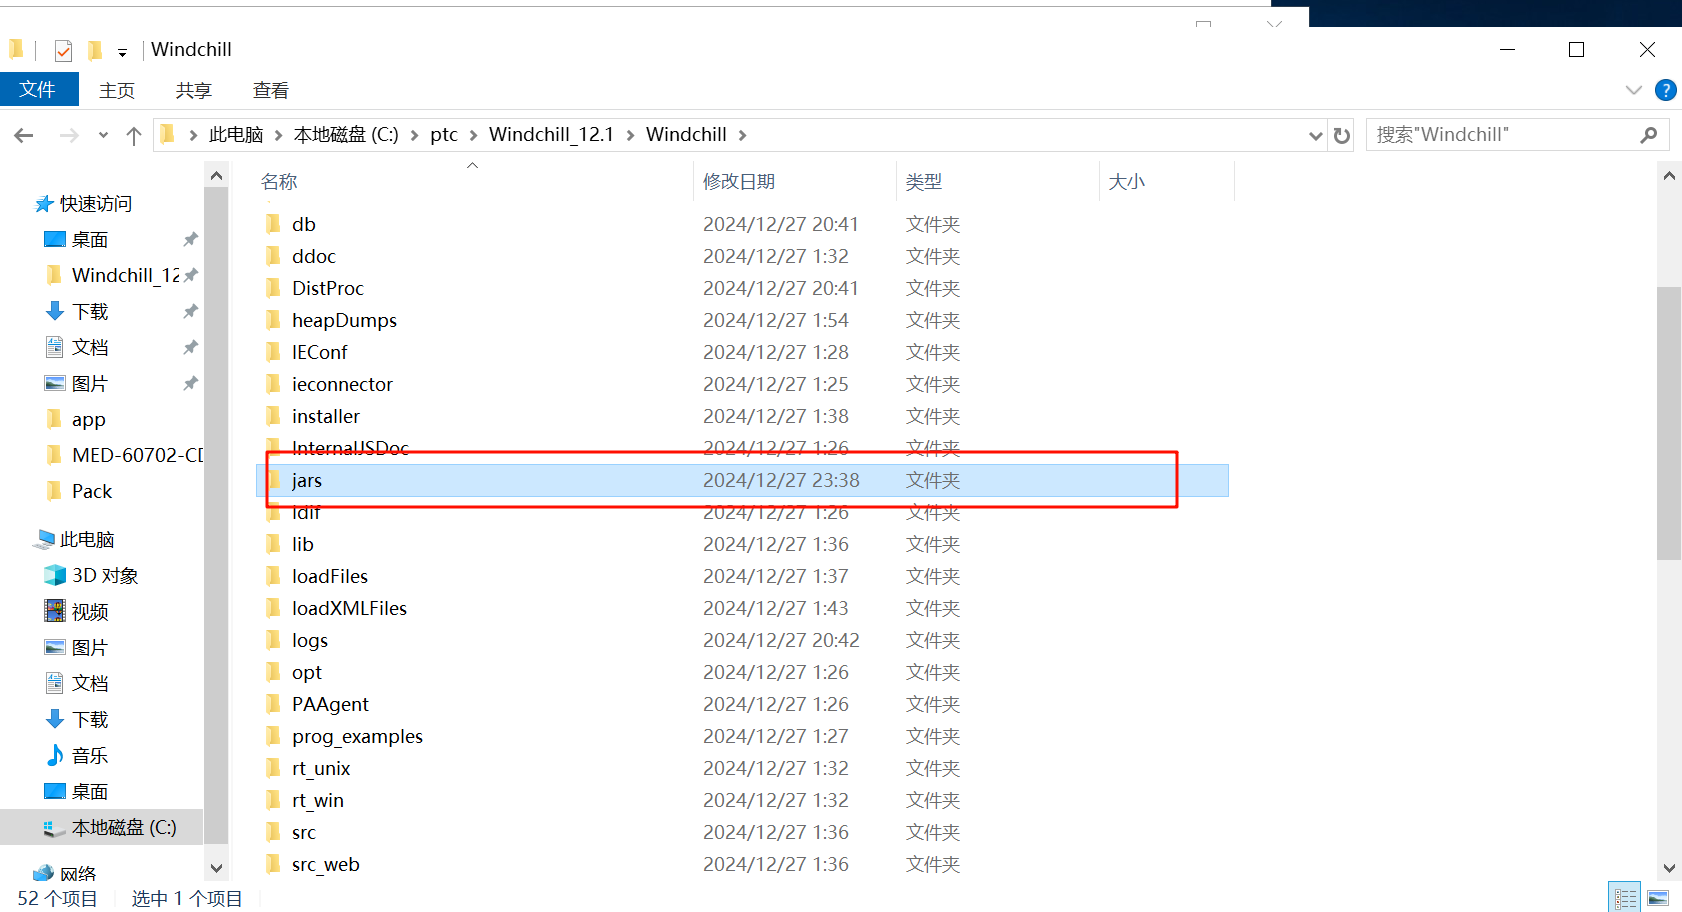 Windchill
文件 主页 共享 查看
此电脑 本地磁盘 (C:) ptc Windchill_12.1 Windchill 搜索"Windchill"
名称 修改日期 类型 大小
快速访问
桌面
Windchill_12
下载
文档
图片
app
MED-60702-CD
Pack
此电脑
3D 对象
视频
图片
文档
下载
音乐
桌面
本地磁盘 (C:)
网络
db 2024/12/27 20:41 文件夹
ddoc 2024/12/27 1:32 文件夹
DistProc 2024/12/27 20:41 文件夹
heapDumps 2024/12/27 1:54 文件夹
IEConf 2024/12/27 1:28 文件夹
ieconnector 2024/12/27 1:25 文件夹
installer 2024/12/27 1:38 文件夹
InternalJSDoc 2024/12/27 1:26 文件夹
jars 2024/12/27 23:38 文件夹
ldif 2024/12/27 1:26 文件夹
lib 2024/12/27 1:36 文件夹
loadFiles 2024/12/27 1:37 文件夹
loadXMLFiles 2024/12/27 1:43 文件夹
logs 2024/12/27 20:42 文件夹
opt 2024/12/27 1:26 文件夹
PAAgent 2024/12/27 1:26 文件夹
prog_examples 2024/12/27 1:27 文件夹
rt_unix 2024/12/27 1:32 文件夹
rt_win 2024/12/27 1:32 文件夹
src 2024/12/27 1:36 文件夹
src_web 2024/12/27 1:36 文件夹
52 个项目 选中 1 个项目